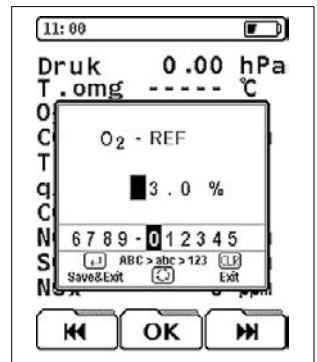 11:00
Druk 0.00 hPa
T.omg ----- °C
O₂ - REF
3.0 %
6789-012345
ABC>abc>123 CLR
Save&Exit Exit
OK